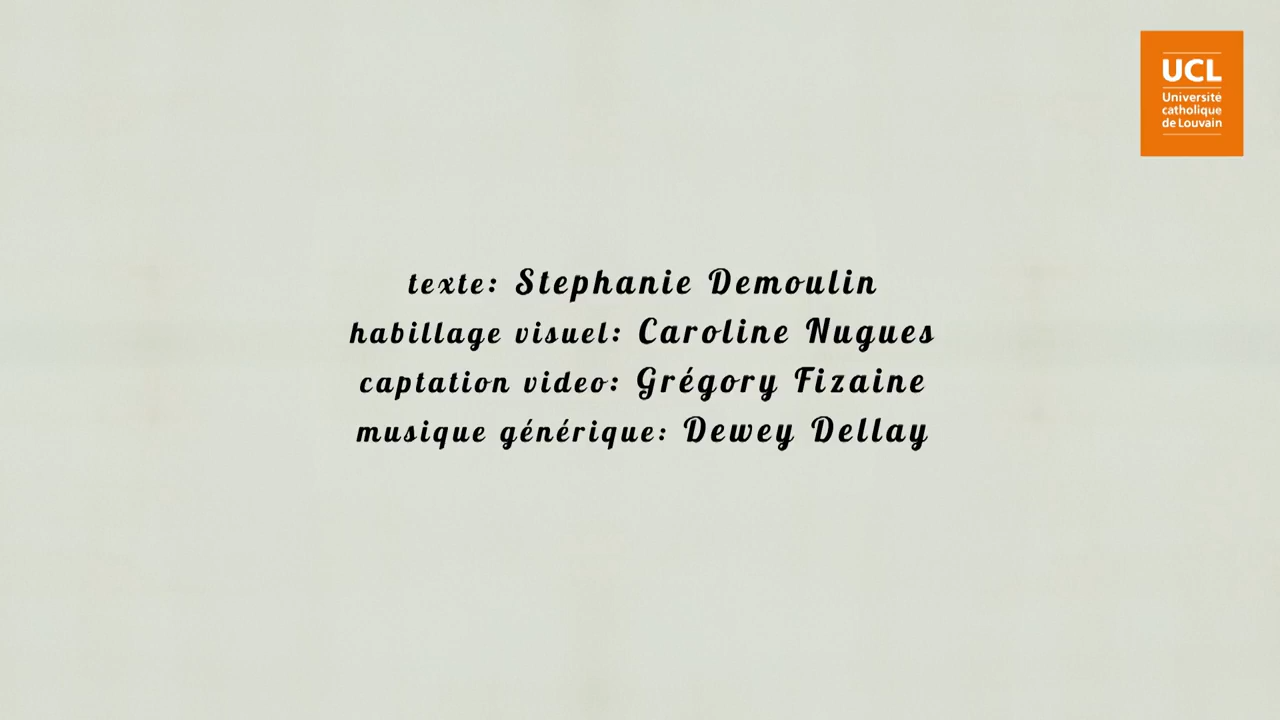 UCL
Université
catholique
de Louvain
texte: Stephanie Demoulin
habillage visuel: Caroline Nugues
captation video: Grégory Fizaine
musique générique: Dewey Dellay